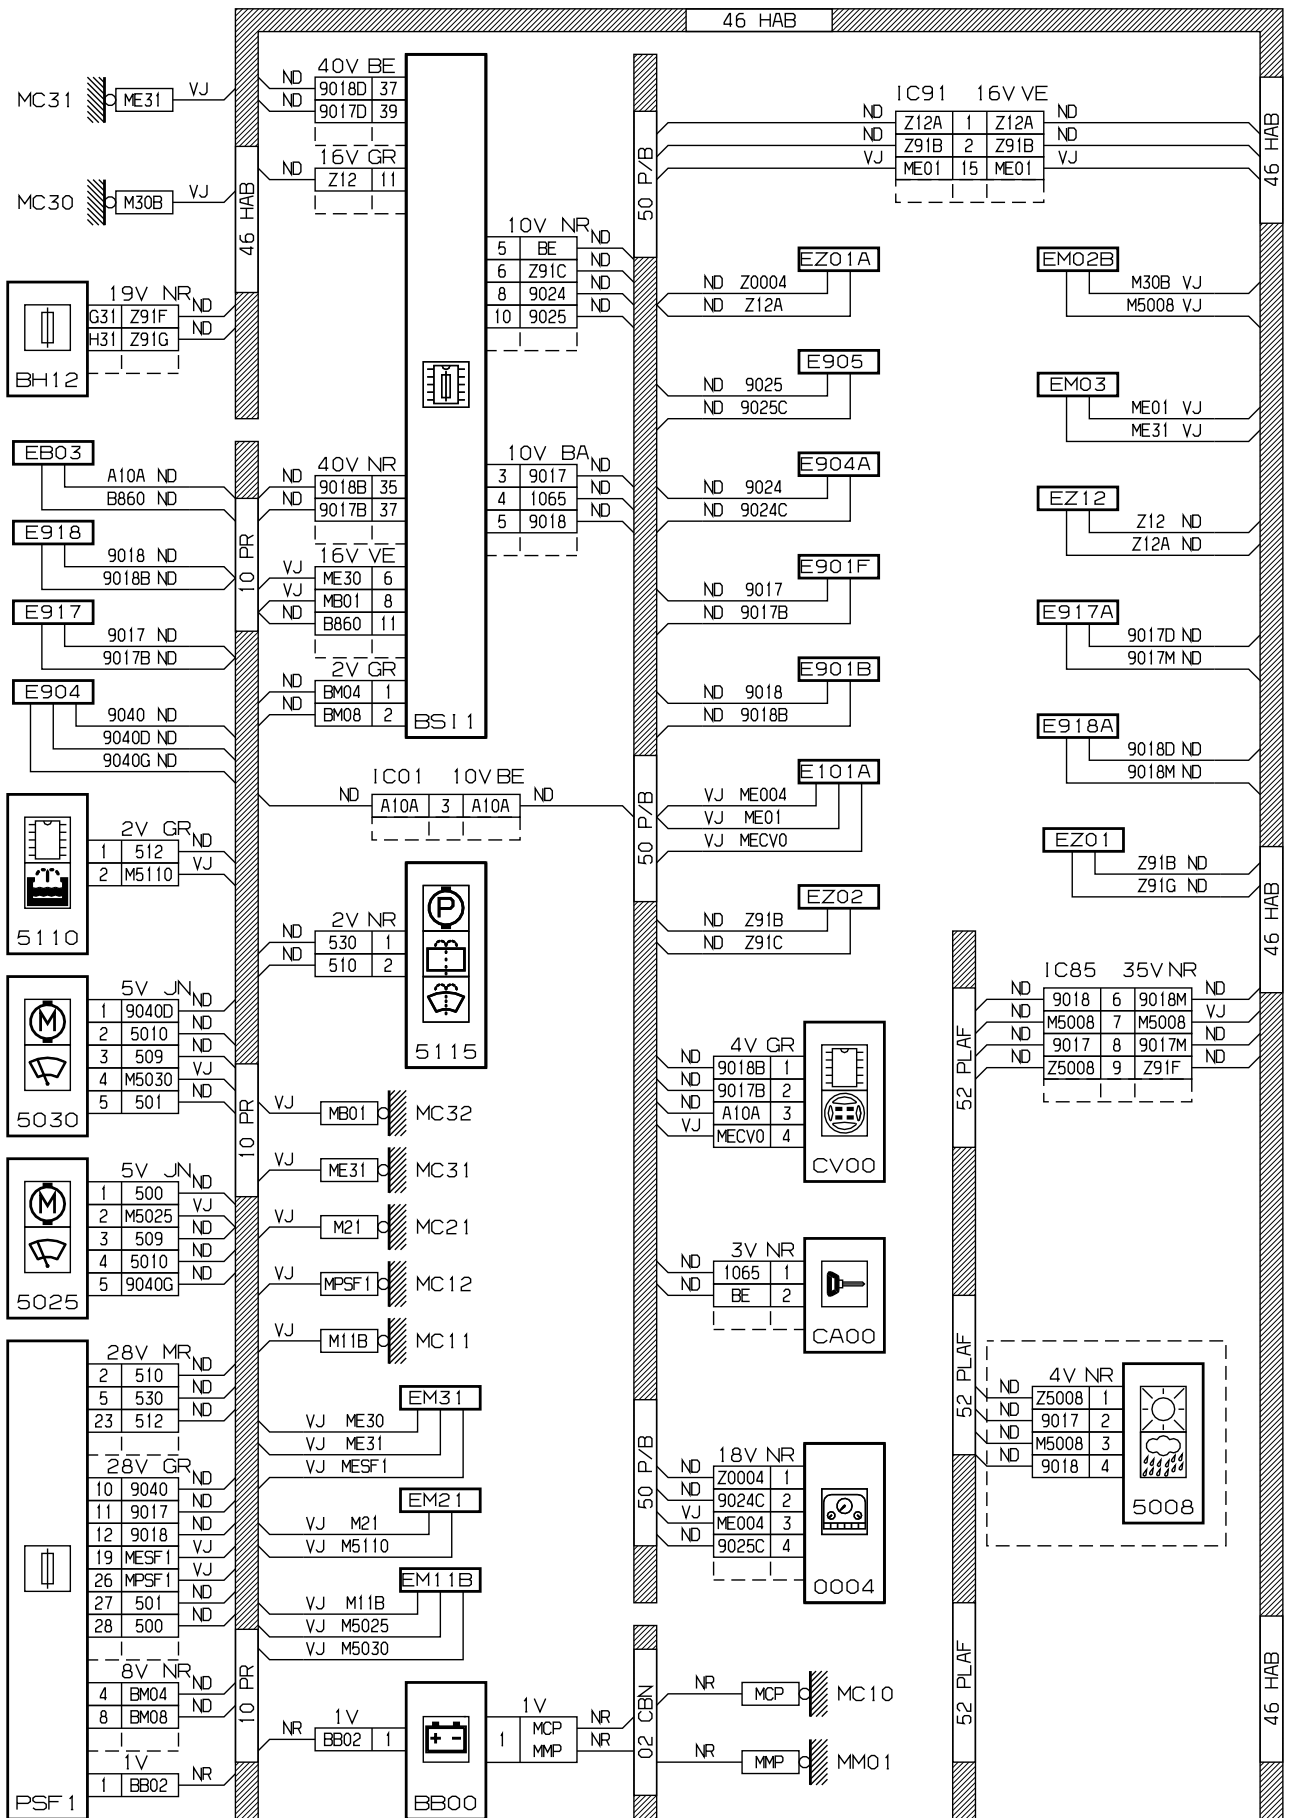 46 HAB
MC31 ME31 VJ
MC30 M30B VJ
46 HAB
19V NR
G31 Z91F ND
H31 Z91G ND
BH12
EB03
A10A ND
B860 ND
E918
9018 ND
9018B ND
E917
9017 ND
9017B ND
E904
9040 ND
9040D ND
9040G ND
10 PR
2V GR
1 512 ND
2 M5110 VJ
5110
5V JN
1 9040D ND
2 5010 ND
3 509 ND
4 M5030 VJ
5 501 ND
5030
10 PR
5V JN
1 500 ND
2 M5025 VJ
3 509 ND
4 5010 ND
5 9040G ND
5025
28V MR
2 510 ND
5 530 ND
23 512 ND
28V GR
10 9040 ND
11 9017 ND
12 9018 ND
19 MESF1 VJ
26 MPSF1 VJ
27 501 ND
28 500 ND
8V NR
4 BM04 ND
8 BM08 ND
1V
1 BB02 NR
PSF1
10 PR
40V BE
ND 9018D 37
ND 9017D 39
16V GR
ND Z12 11
40V NR
ND 9018B 35
ND 9017B 37
16V VE
VJ ME30 6
VJ MB01 8
ND B860 11
2V GR
ND BM04 1
ND BM08 2
BSI1
10V NR
5 BE ND
6 Z91C ND
8 9024 ND
10 9025 ND
10V BA
3 9017 ND
4 1065 ND
5 9018 ND
IC01 10V BE
ND A10A 3 A10A ND
2V NR
ND 530 1
ND 510 2
P
5115
VJ MB01 MC32
VJ ME31 MC31
VJ M21 MC21
VJ MPSF1 MC12
VJ M11B MC11
EM31
VJ ME30
VJ ME31
VJ MESF1
EM21
VJ M21
VJ M5110
EM11B
VJ M11B
VJ M5025
VJ M5030
1V
NR BB02 1
BB00
1V
1 MCP NR
MMP NR
02 CBN
NR MCP MC10
NR MMP MM01
50 P/B
IC91 16V VE
ND Z12A 1 Z12A ND
ND Z91B 2 Z91B ND
VJ ME01 15 ME01 VJ
46 HAB
EZ01A
ND Z0004
ND Z12A
E905
ND 9025
ND 9025C
E904A
ND 9024
ND 9024C
E901F
ND 9017
ND 9017B
E901B
ND 9018
ND 9018B
50 P/B
E101A
VJ ME004
VJ ME01
VJ MECV0
EZ02
ND Z91B
ND Z91C
4V GR
ND 9018B 1
ND 9017B 2
ND A10A 3
VJ MECV0 4
CV00
3V NR
ND 1065 1
ND BE 2
CA00
50 P/B
18V NR
ND Z0004 1
ND 9024C 2
VJ ME004 3
ND 9025C 4
0004
EM02B
M30B VJ
M5008 VJ
EM03
ME01 VJ
ME31 VJ
EZ12
Z12 ND
Z12A ND
E917A
9017D ND
9017M ND
E918A
9018D ND
9018M ND
EZ01
Z91B ND
Z91G ND
46 HAB
52 PLAF
IC85 35V NR
ND 9018 6 9018M ND
ND M5008 7 M5008 VJ
ND 9017 8 9017M ND
ND Z5008 9 Z91F ND
52 PLAF
4V NR
ND Z5008 1
ND 9017 2
ND M5008 3
ND 9018 4
5008
52 PLAF
46 HAB
M
M